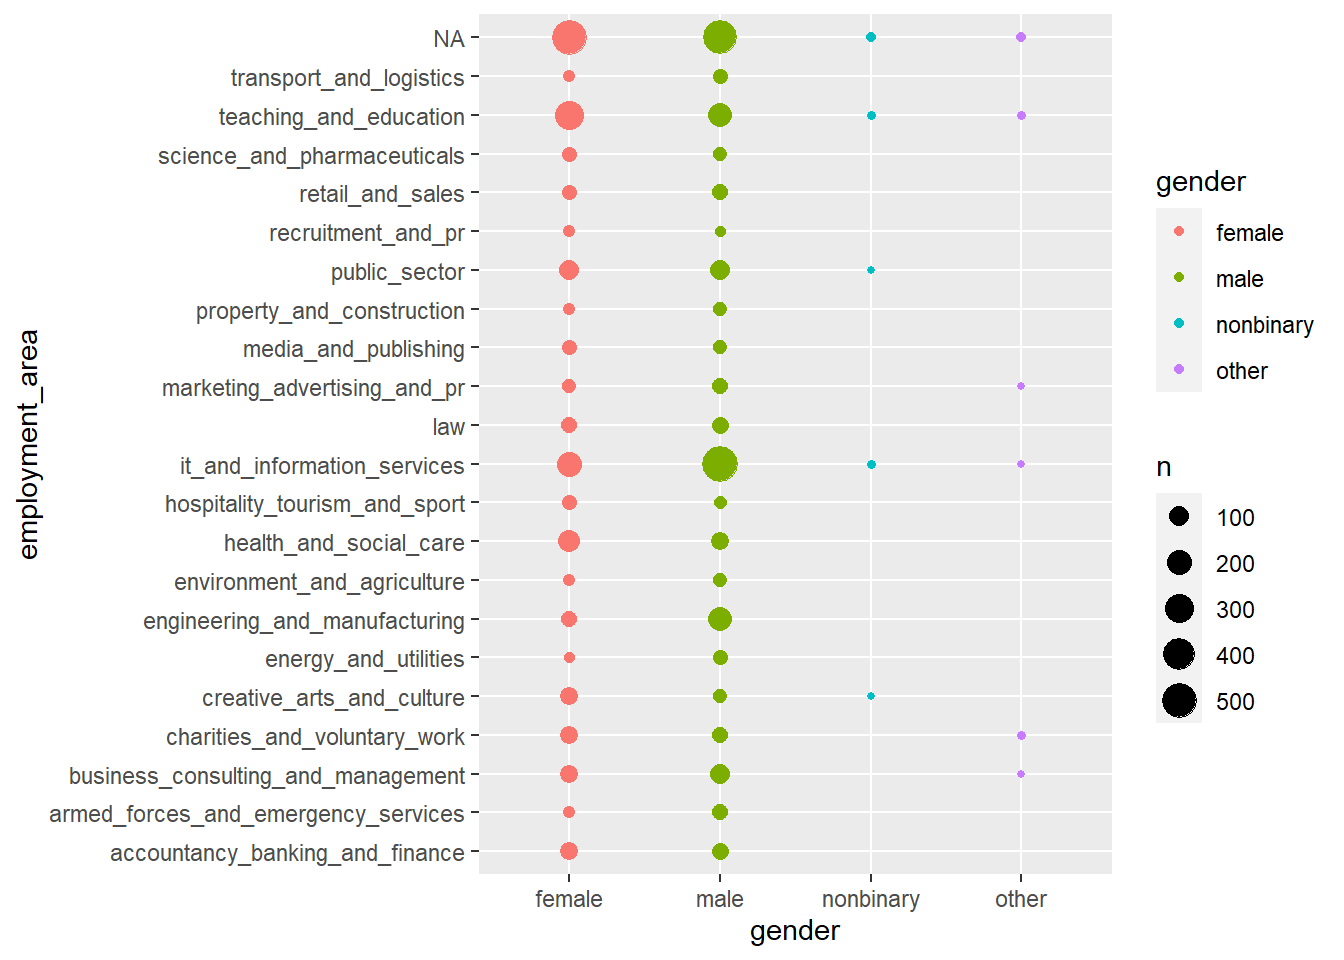 employment_area
NA
transport_and_logistics
teaching_and_education
science_and_pharmaceuticals
retail_and_sales
recruitment_and_pr
public_sector
property_and_construction
media_and_publishing
marketing_advertising_and_pr
law
it_and_information_services
hospitality_tourism_and_sport
health_and_social_care
environment_and_agriculture
engineering_and_manufacturing
energy_and_utilities
creative_arts_and_culture
charities_and_voluntary_work
business_consulting_and_management
armed_forces_and_emergency_services
accountancy_banking_and_finance
female male nonbinary other
gender
gender
female
male
nonbinary
other
n
100
200
300
400
500